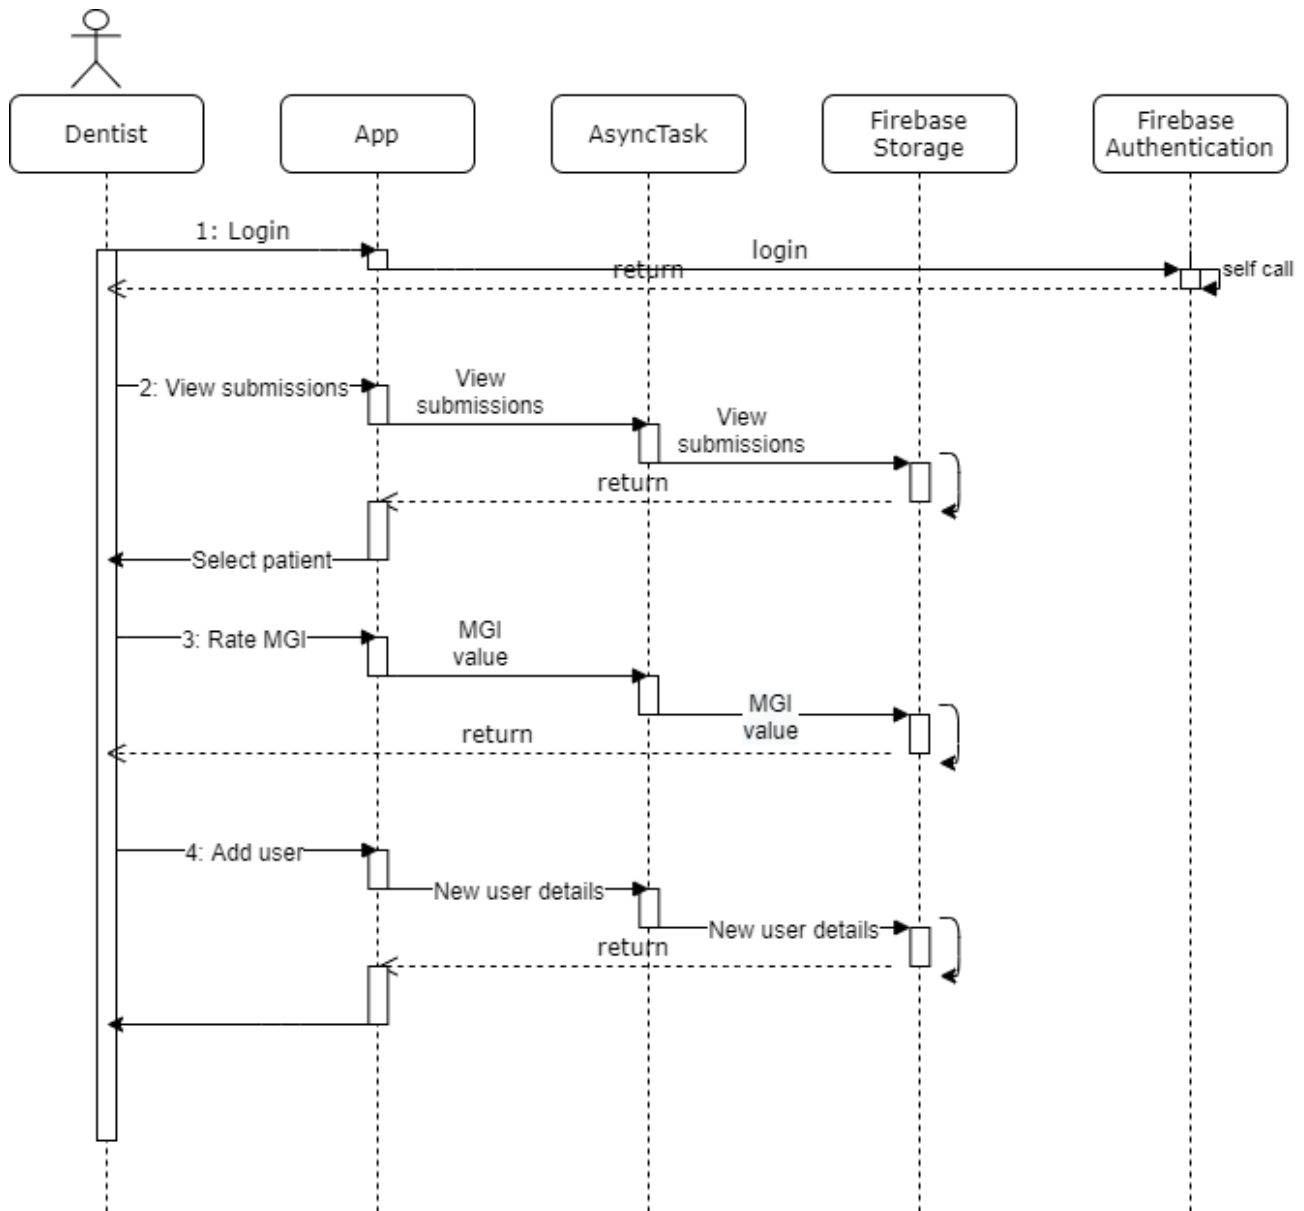 Dentist
App
AsyncTask
Firebase
Storage
Firebase
Authentication
1: Login
login
return
self call
2: View submissions
View
submissions
View
submissions
return
Select patient
3: Rate MGI
MGI
value
MGI
value
return
4: Add user
New user details
New user details
return